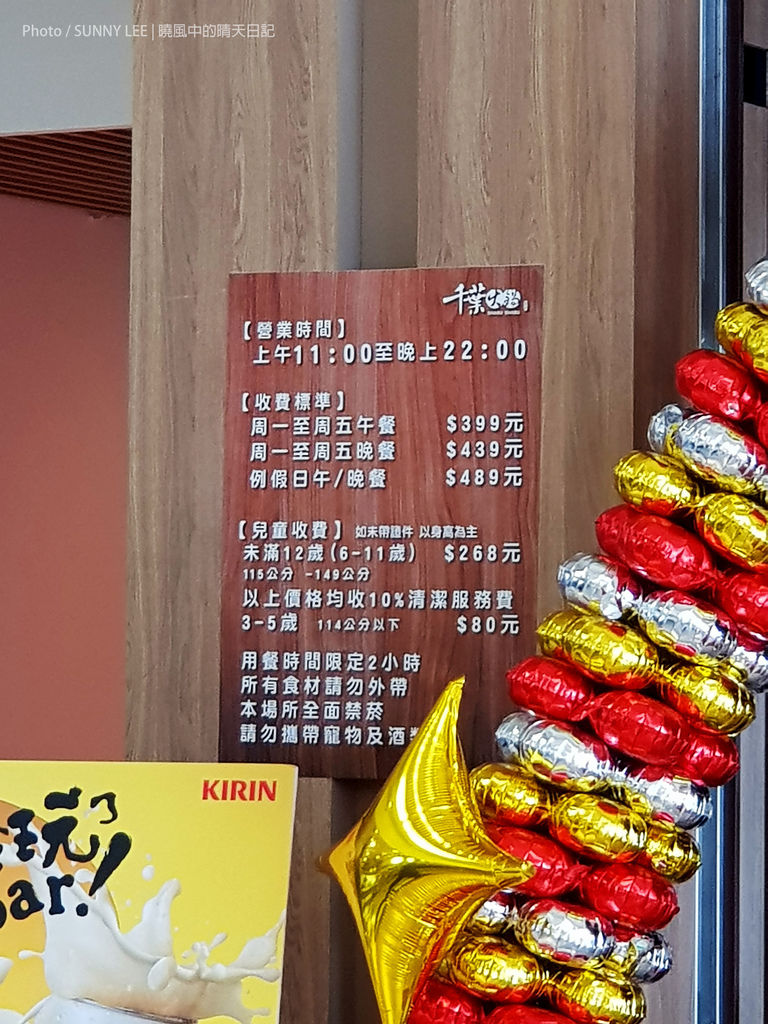 Photo / SUNNY LEE | 曉風中的晴天日記
千葉火鍋
【營業時間】
上午11:00至晚上22:00
【收費標準】
周一至周五午餐 $399元
周一至周五晚餐 $439元
例假日午/晚餐 $489元
【兒童收費】 如未帶證件 以身高為主
未滿12歲(6-11歲) $268元
115公分 -149公分
以上價格均收10%清潔服務費
3-5歲 114公分以下 $80元
用餐時間限定2小時
所有食材請勿外帶
本場所全面禁菸
請勿攜帶寵物及酒
KIRIN
玩
Bar.!